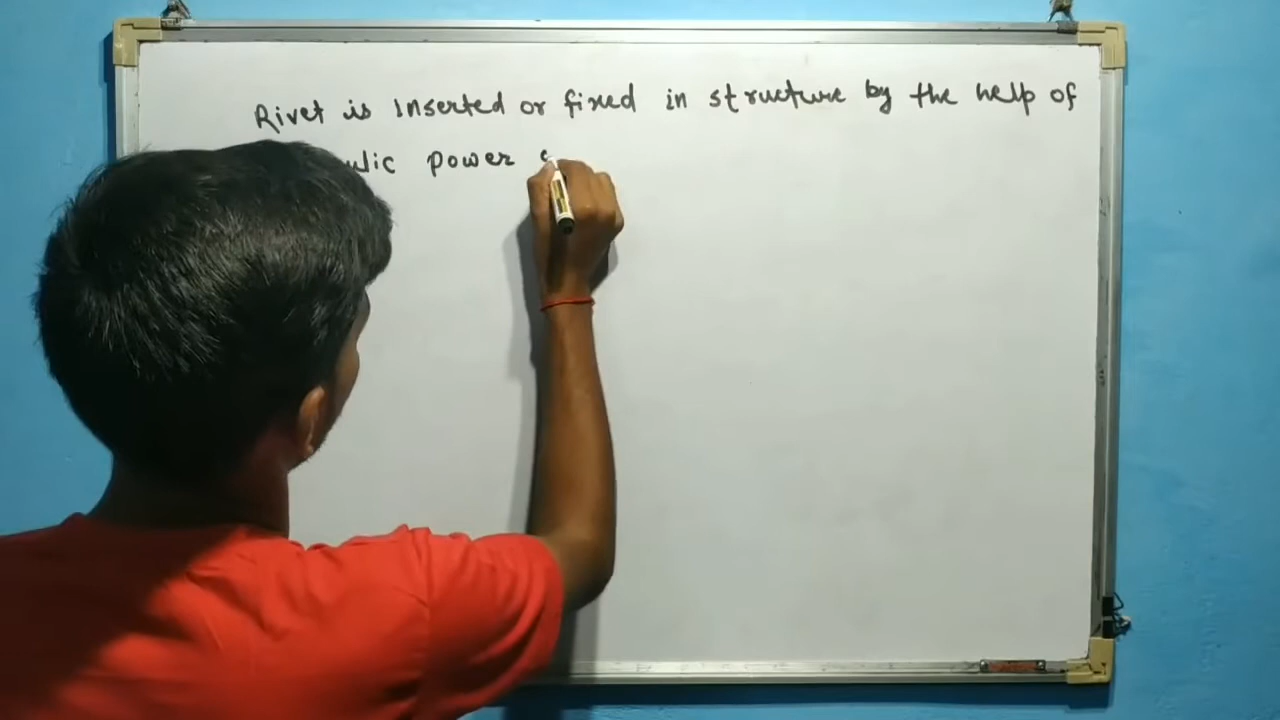 Rivet is inserted or fixed in structure by the help of
power